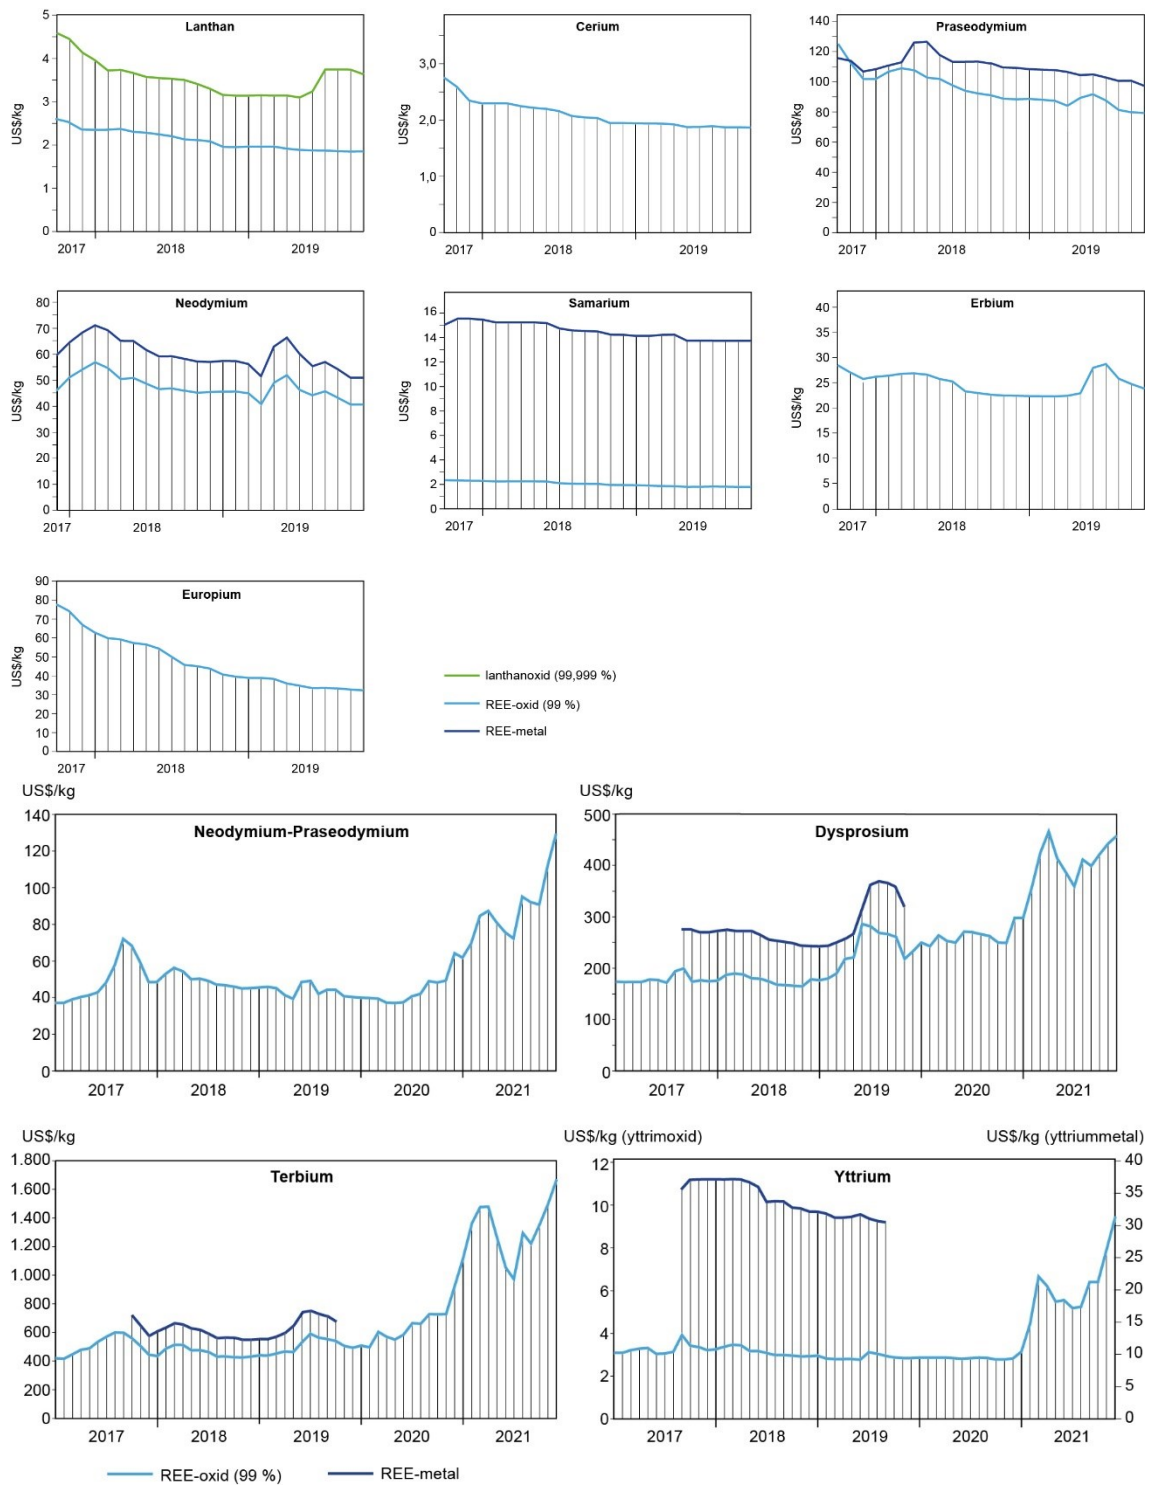 Lanthan
US$/kg
5
4
3
2
1
0
2017 2018 2019
Cerium
US$/kg
3,0
2,0
1,0
0
2017 2018 2019
Praseodymium
US$/kg
140
120
100
80
60
40
20
0
2017 2018 2019
Neodymium
US$/kg
80
70
60
50
40
30
20
10
0
2017 2018 2019
Samarium
US$/kg
16
14
12
10
8
6
4
2
0
2017 2018 2019
Erbium
US$/kg
40
35
30
25
20
15
10
5
0
2017 2018 2019
Europium
US$/kg
90
80
70
60
50
40
30
20
10
0
2017 2018 2019
lanthanoxid (99,999 %)
REE-oxid (99 %)
REE-metal
US$/kg
Neodymium-Praseodymium
140
120
100
80
60
40
20
0
2017 2018 2019 2020 2021
US$/kg
Dysprosium
500
400
300
200
100
0
2017 2018 2019 2020 2021
US$/kg
Terbium
1.800
1.600
1.400
1.200
1.000
800
600
400
200
0
2017 2018 2019 2020 2021
US$/kg (yttrimoxid) US$/kg (yttriummetal)
Yttrium
12
10
8
6
4
2
0
40
35
30
25
20
15
10
5
0
2017 2018 2019 2020 2021
REE-oxid (99 %) REE-metal